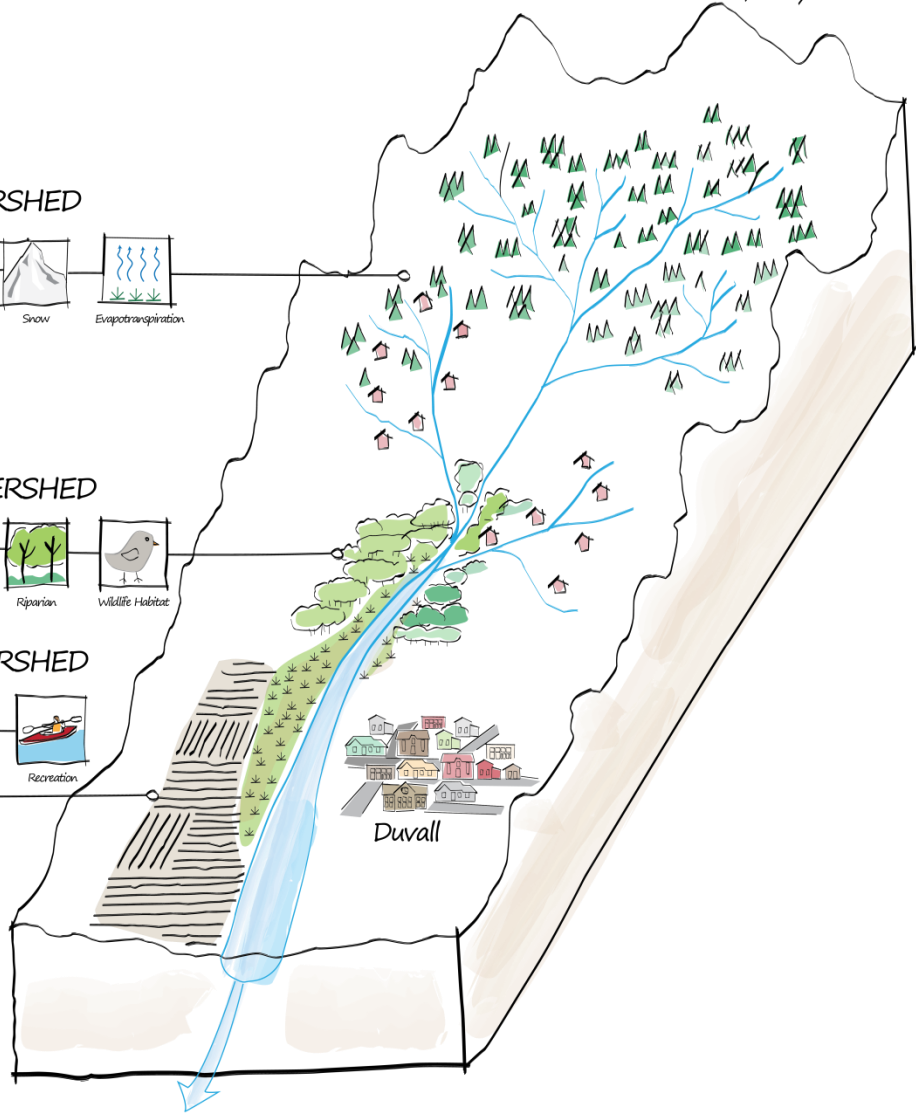 RSHED
Snow
Evapotranspiration
ERSHED
Riparian
Wildlife Habitat
RSHED
Recreation
Duvall